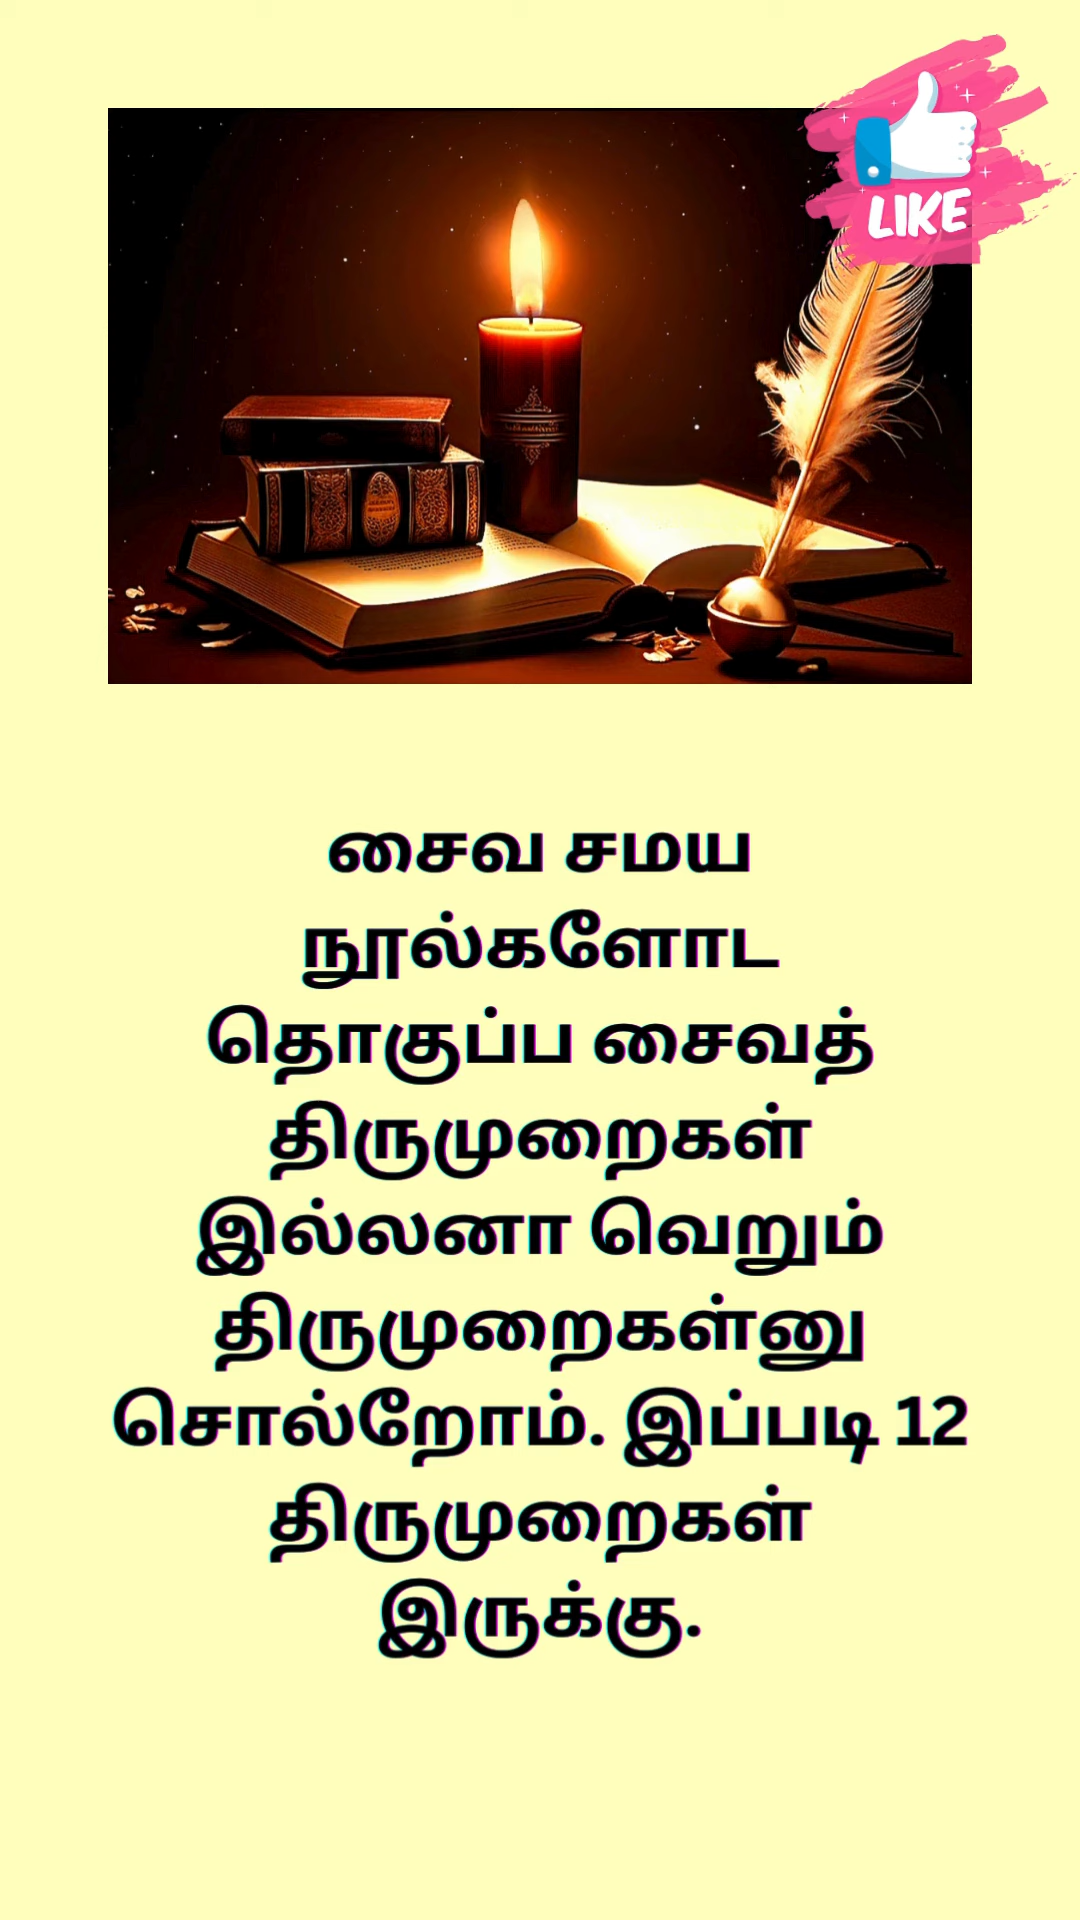 LIKE
சைவ சமய
நூல்களோட
தொகுப்ப சைவத்
திருமுறைகள்
இல்லனா வெறும்
திருமுறைகள்னு
சொல்றோம். இப்படி 12
திருமுறைகள்
இருக்கு.